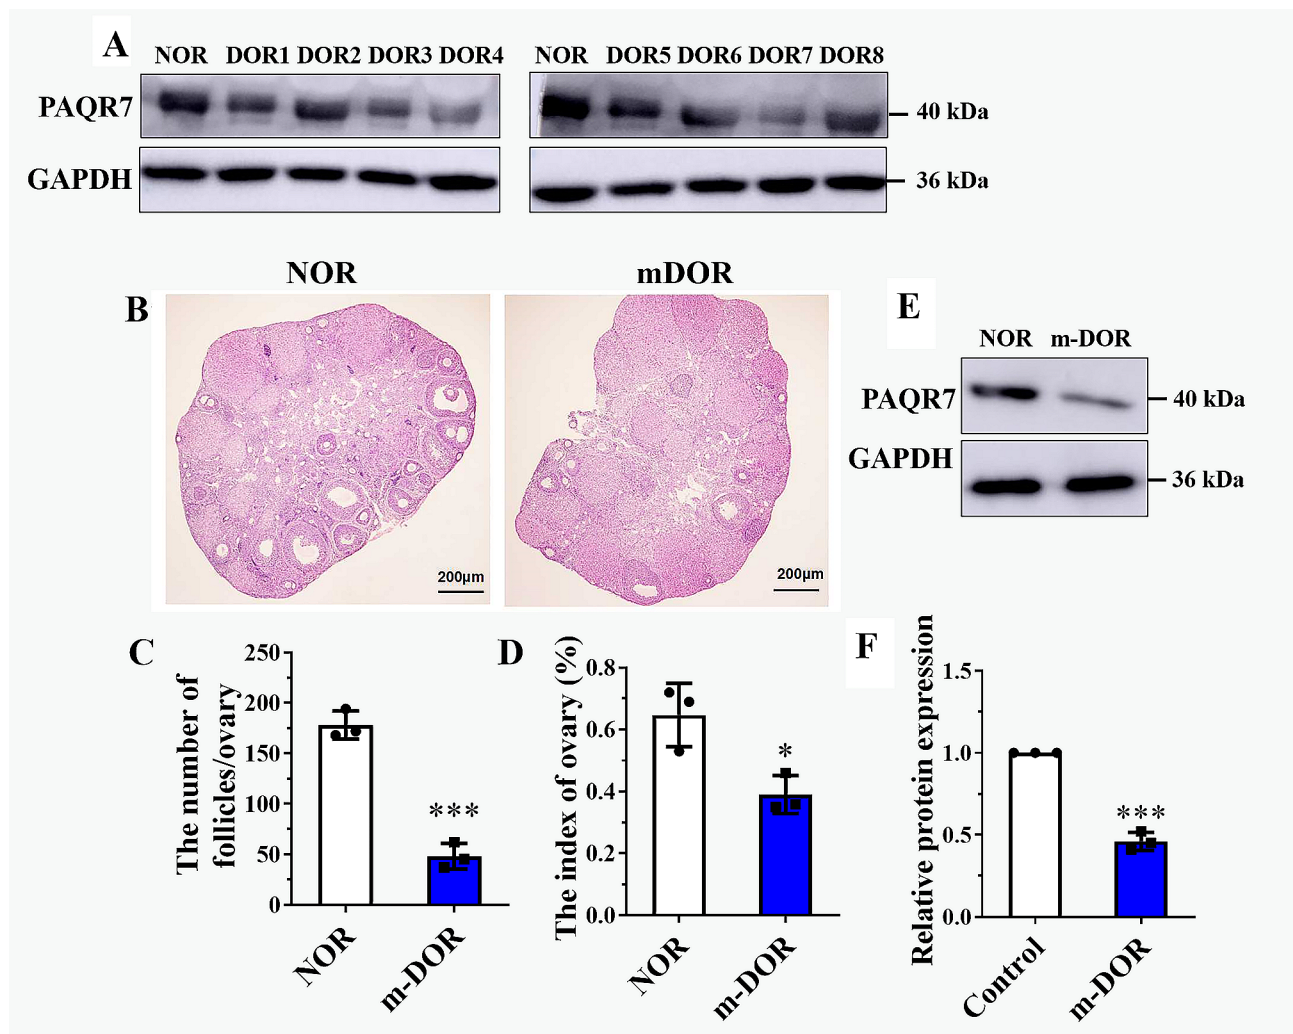 A
NOR DOR1 DOR2 DOR3 DOR4
NOR DOR5 DOR6 DOR7 DOR8
PAQR7
40 kDa
GAPDH
36 kDa
B
NOR
mDOR
200μm
200μm
E
NOR m-DOR
PAQR7
40 kDa
GAPDH
36 kDa
C
The number of
follicles/ovary
250
200
150
100
50
0
***
NOR
m-DOR
D
The index of ovary (%)
0.8
0.6
0.4
0.2
0.0
*
NOR
m-DOR
F
Relative protein expression
1.5
1.0
0.5
0.0
***
Control
m-DOR